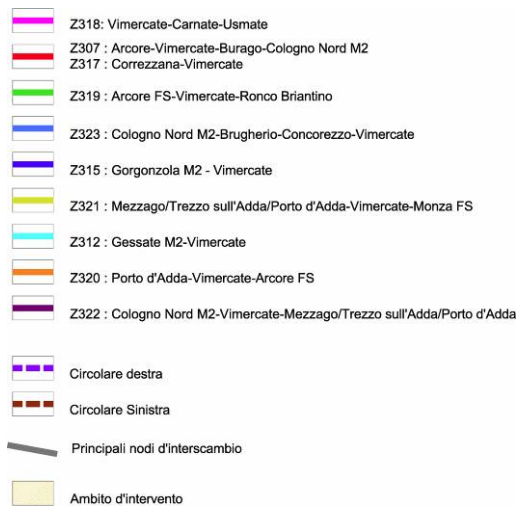 Z318: Vimercate-Carnate-Usmate
Z307 : Arcore-Vimercate-Burago-Cologno Nord M2
Z317 : Correzzana-Vimercate
Z319 : Arcore FS-Vimercate-Ronco Briantino
Z323 : Cologno Nord M2-Brugherio-Concorezzo-Vimercate
Z315 : Gorgonzola M2 - Vimercate
Z321 : Mezzago/Trezzo sull'Adda/Porto d'Adda-Vimercate-Monza FS
Z312 : Gessate M2-Vimercate
Z320 : Porto d'Adda-Vimercate-Arcore FS
Z322 : Cologno Nord M2-Vimercate-Mezzago/Trezzo sull'Adda/Porto d'Adda
Circolare destra
Circolare Sinistra
Principali nodi d'interscambio
Ambito d'intervento